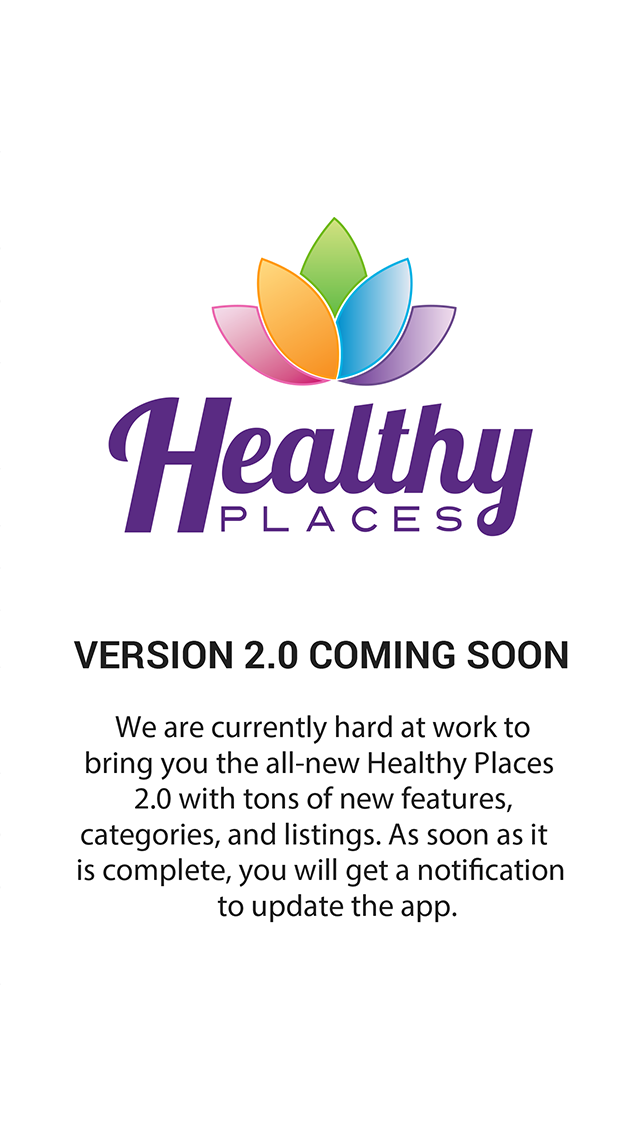 Healthy
PLACES
VERSION 2.0 COMING SOON
We are currently hard at work to
bring you the all-new Healthy Places
2.0 with tons of new features,
categories, and listings. As soon as it
is complete, you will get a notification
to update the app.